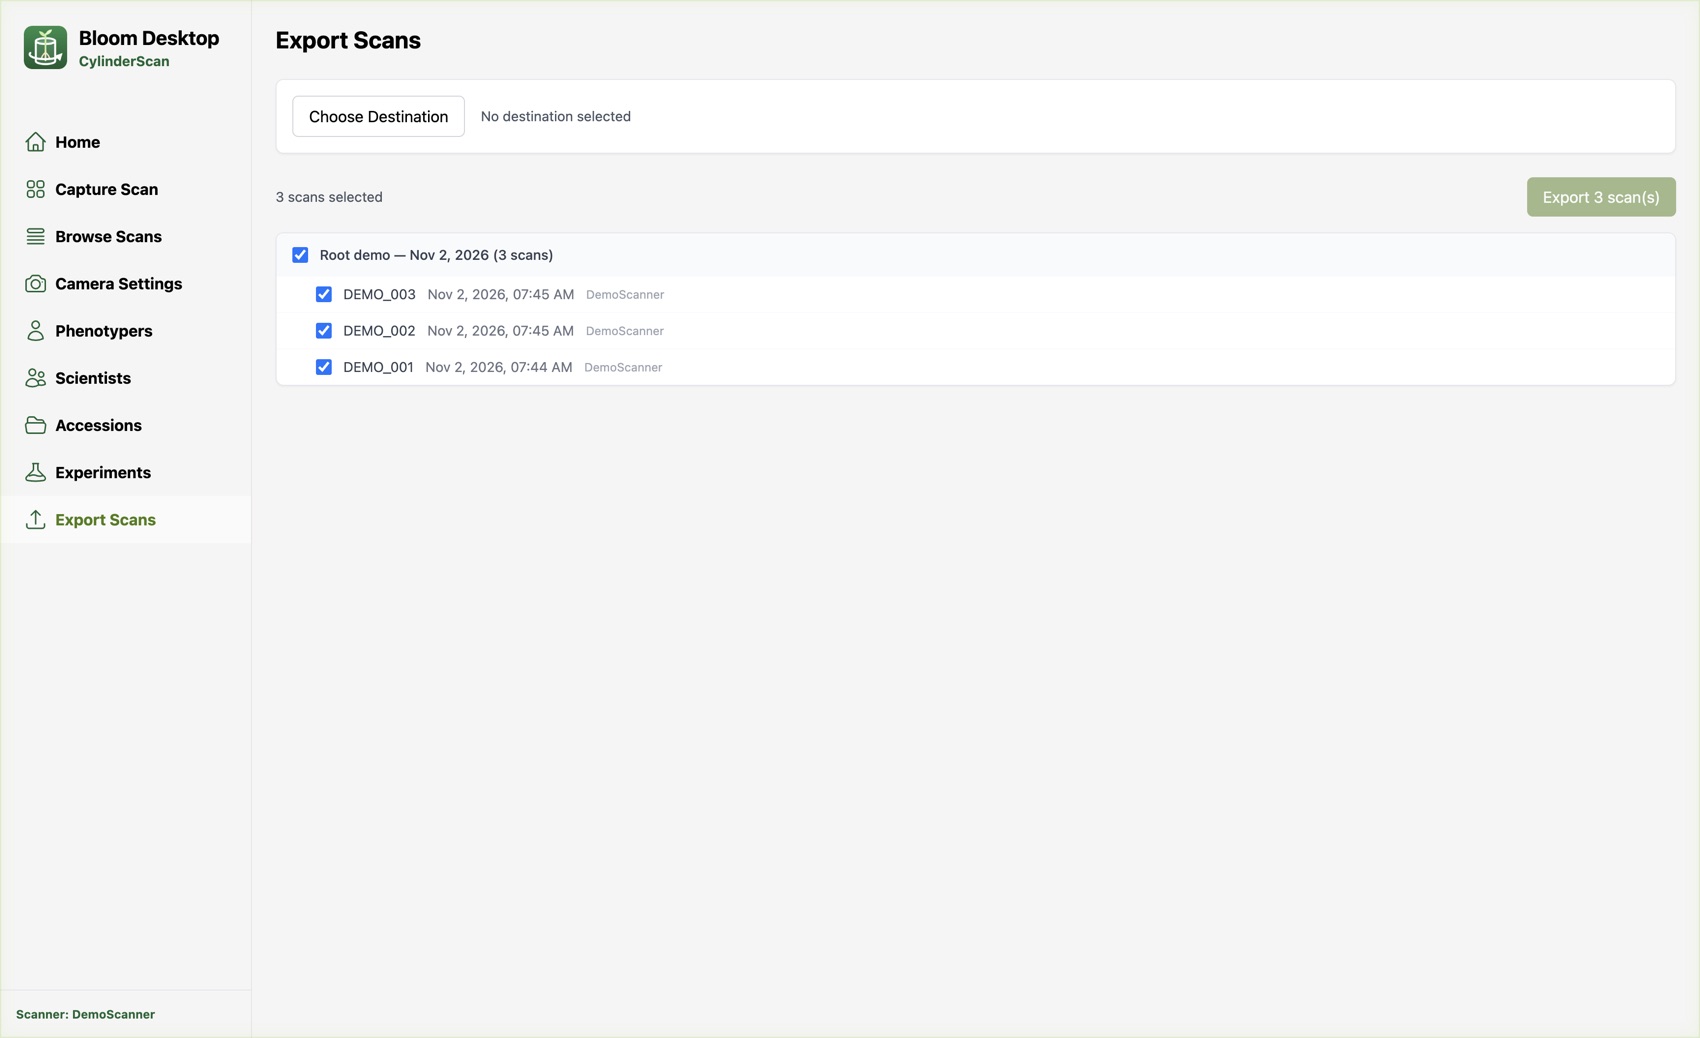 Bloom Desktop
CylinderScan
Home
Capture Scan
Browse Scans
Camera Settings
Phenotypers
Scientists
Accessions
Experiments
Export Scans
Scanner: DemoScanner
Export Scans
Choose Destination
No destination selected
3 scans selected
Export 3 scan(s)
Root demo — Nov 2, 2026 (3 scans)
DEMO_003 Nov 2, 2026, 07:45 AM DemoScanner
DEMO_002 Nov 2, 2026, 07:45 AM DemoScanner
DEMO_001 Nov 2, 2026, 07:44 AM DemoScanner